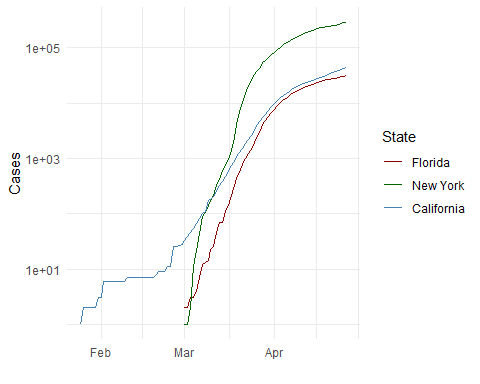 1e+05
1e+03
1e+01
Cases
Feb Mar Apr
State
Florida
New York
California